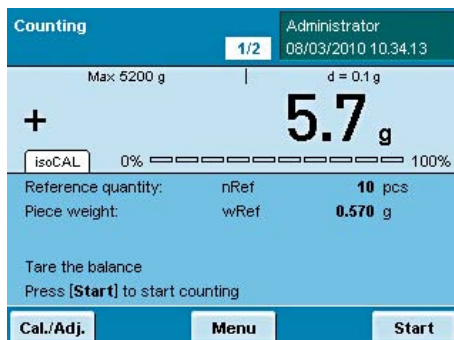 Counting
Administrator
1/2
08/03/2010 10.34.13
Max 5200 g
d = 0.1 g
+ 5.7 g
isoCAL 0% 100%
Reference quantity: nRef 10 pcs
Piece weight: wRef 0.570 g
Tare the balance
Press [Start] to start counting
Cal./Adj. Menu Start